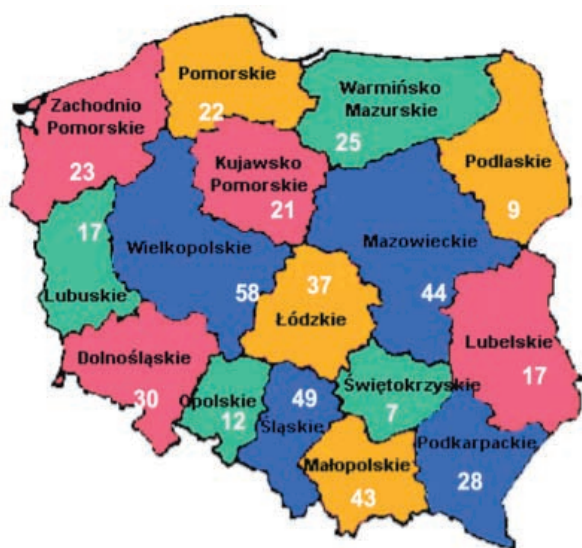 Pomorskie
22
Warmińsko
Mazurskie
25
Zachodnio
Pomorskie
23
Kujawsko
Pomorskie
21
Podlaskie
9
17
Lubuskie
Wielkopolskie
58
Mazowieckie
44
37
Łódzkie
Dolnośląskie
30
Opolskie
12
49
Śląskie
Świętokrzyskie
7
Lubelskie
17
Małopolskie
43
Podkarpackie
28